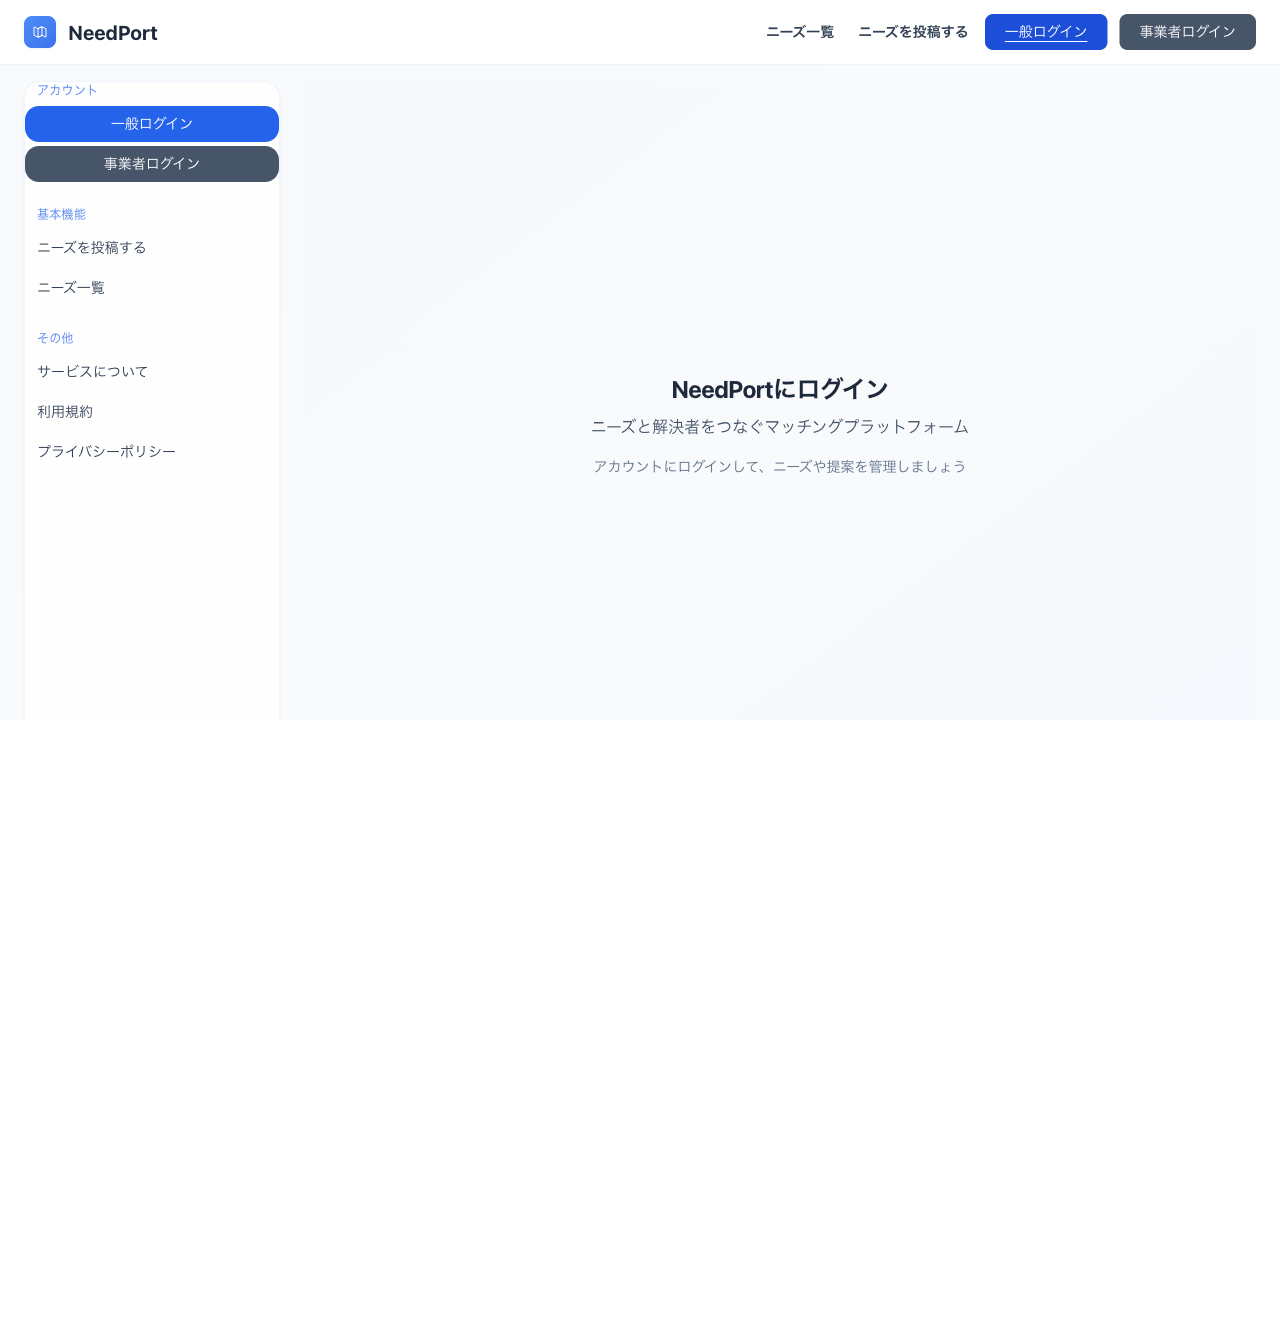 NeedPort
ニーズ一覧
ニーズを投稿する
一般ログイン
事業者ログイン
アカウント
一般ログイン
事業者ログイン
基本機能
ニーズを投稿する
ニーズ一覧
その他
サービスについて
利用規約
プライバシーポリシー
NeedPortにログイン
ニーズと解決者をつなぐマッチングプラットフォーム
アカウントにログインして、ニーズや提案を管理しましょう